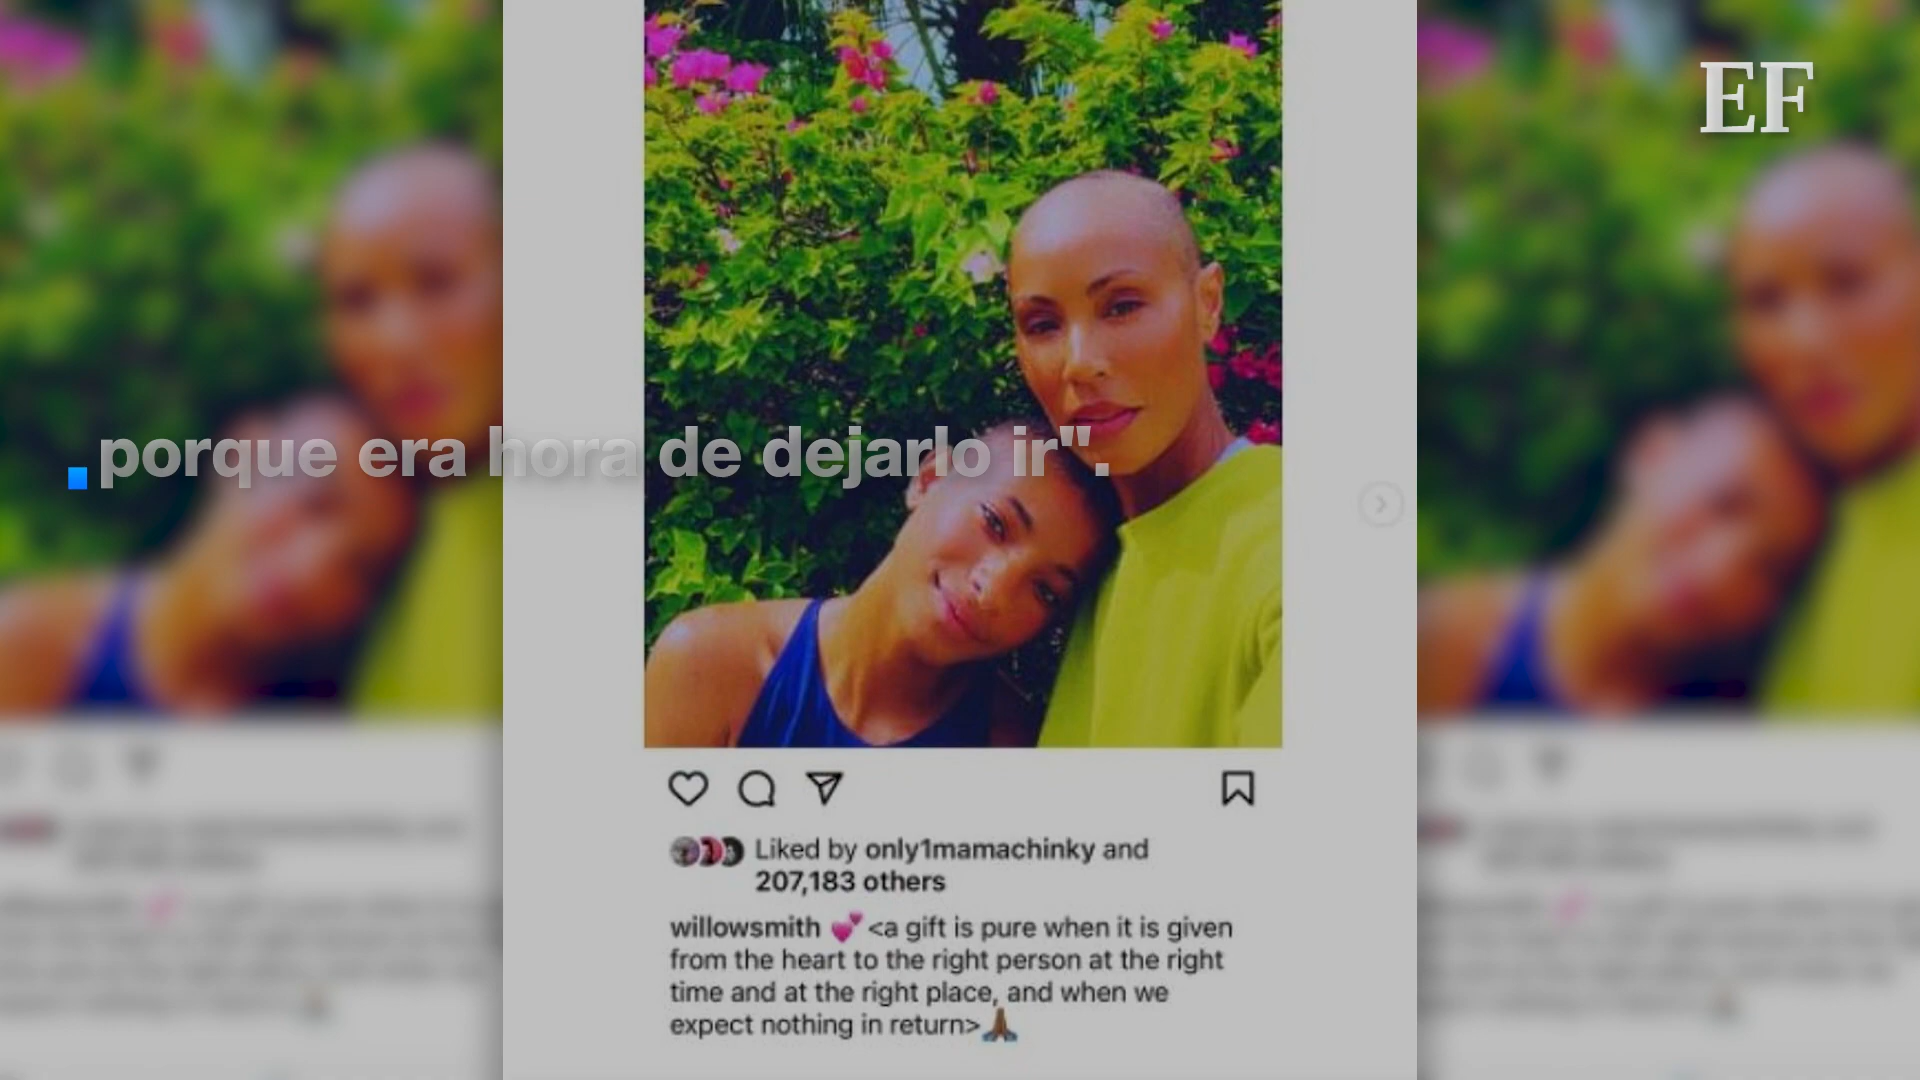 EF
porque era hora de dejarlo ir".
Liked by only1mamachinky and
207,183 others
willowsmith 💕 <a gift is pure when it is given
from the heart to the right person at the right
time and at the right place, and when we
expect nothing in return>🙏🏾